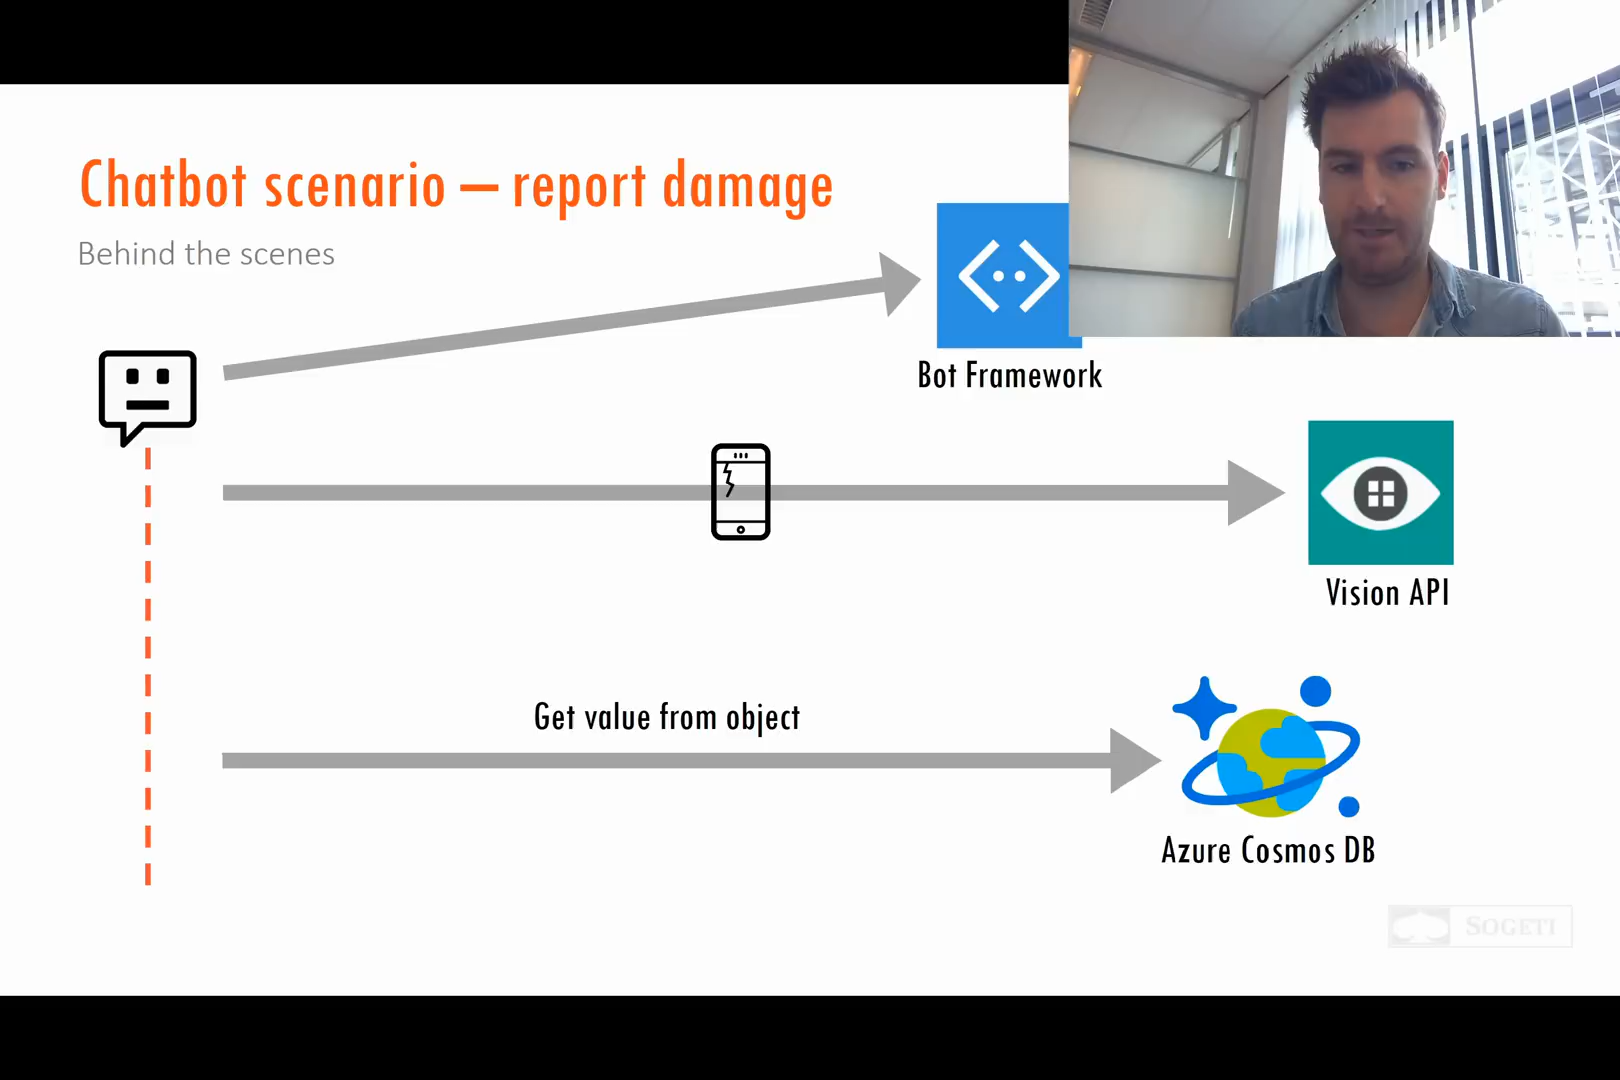 Chatbot scenario – report damage
Behind the scenes
Bot Framework
Vision API
Get value from object
Azure Cosmos DB
SOGETI